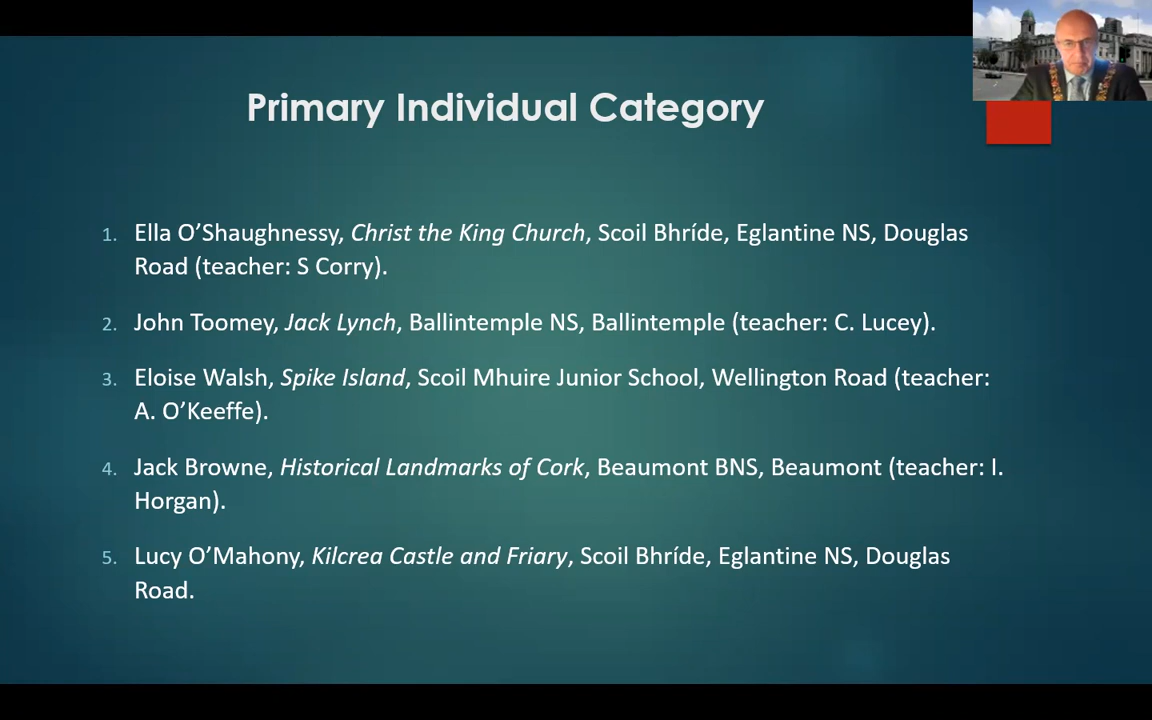 Primary Individual Category
1. Ella O’Shaughnessy, Christ the King Church, Scoil Bhríde, Eglantine NS, Douglas
Road (teacher: S Corry).
2. John Toomey, Jack Lynch, Ballintemple NS, Ballintemple (teacher: C. Lucey).
3. Eloise Walsh, Spike Island, Scoil Mhuire Junior School, Wellington Road (teacher:
A. O’Keeffe).
4. Jack Browne, Historical Landmarks of Cork, Beaumont BNS, Beaumont (teacher: I.
Horgan).
5. Lucy O’Mahony, Kilcrea Castle and Friary, Scoil Bhríde, Eglantine NS, Douglas
Road.